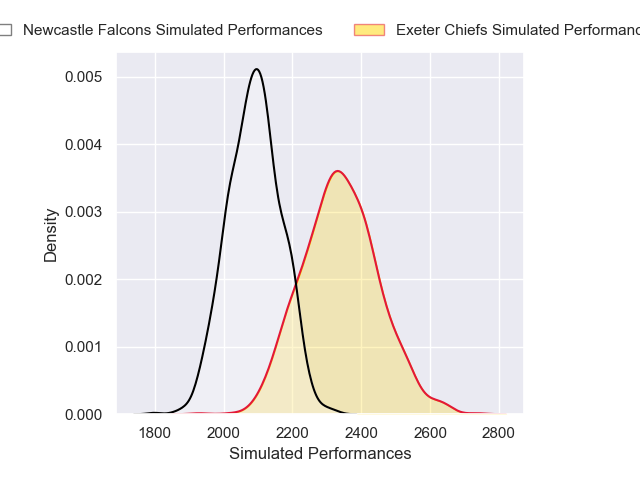 Newcastle Falcons Simulated Performances Exeter Chiefs Simulated
0.005
0.004
0.003
0.002
0.001
0.000
Density
1800 2000 2200 2400 2600 2800
Simulated Performances